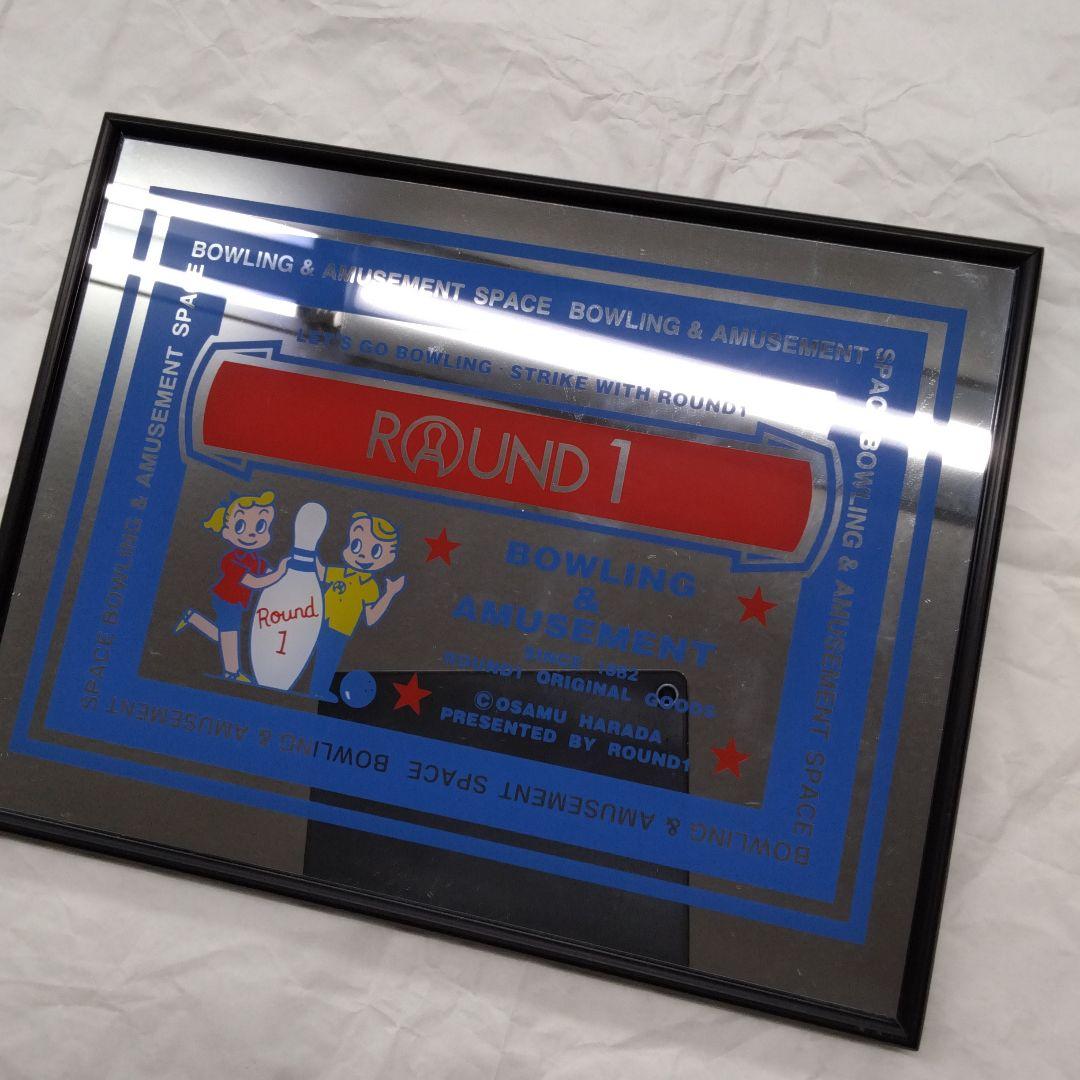 BOWLING & AMUSEMENT SPACE BOWLING & AMUSEMENT SPACE
BOWLING & AMUSEMENT SPACE
BOWLING & AMUSEMENT SPACE
LET'S GO BOWLING · STRIKE WITH ROUND1
ROUND 1
Round
1
BOWLING
&
AMUSEMENT
SINCE 1982
ROUND1 ORIGINAL GOODS
©OSAMU HARADA
PRESENTED BY ROUND1
SPACE BOWLING & AMUSEMENT SPACE
BOWLING & AMUSEMENT SPACE BOWLING & AMUSEMENT